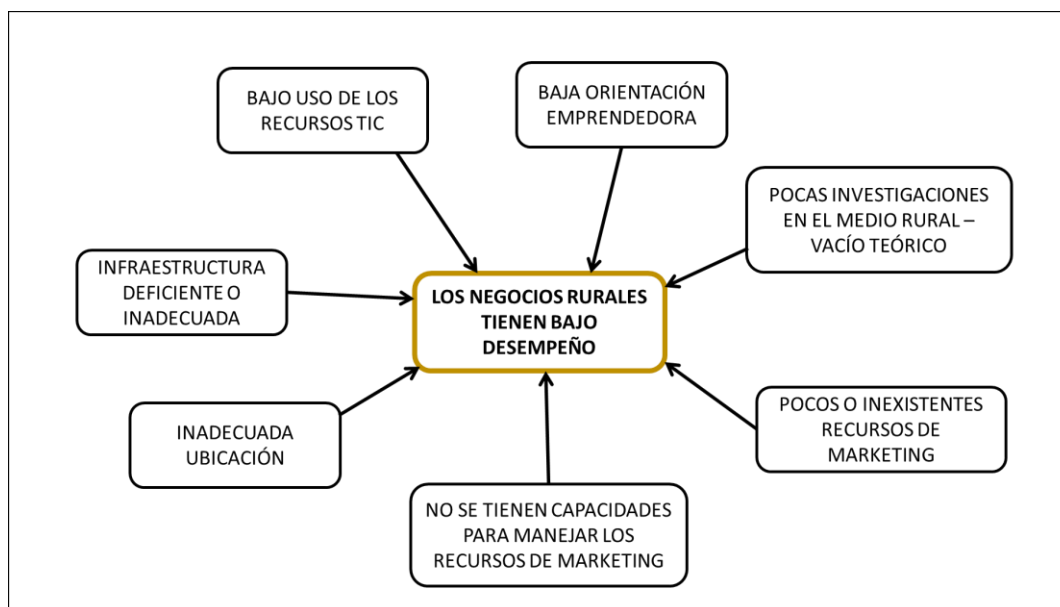 BAJO USO DE LOS
RECURSOS TIC
BAJA ORIENTACIÓN
EMPRENDEDORA
POCAS INVESTIGACIONES
EN EL MEDIO RURAL –
VACÍO TEÓRICO
INFRAESTRUCTURA
DEFICIENTE O
INADECUADA
LOS NEGOCIOS RURALES
TIENEN BAJO
DESEMPEÑO
INADECUADA
UBICACIÓN
POCOS O INEXISTENTES
RECURSOS DE
MARKETING
NO SE TIENEN CAPACIDADES
PARA MANEJAR LOS
RECURSOS DE MARKETING